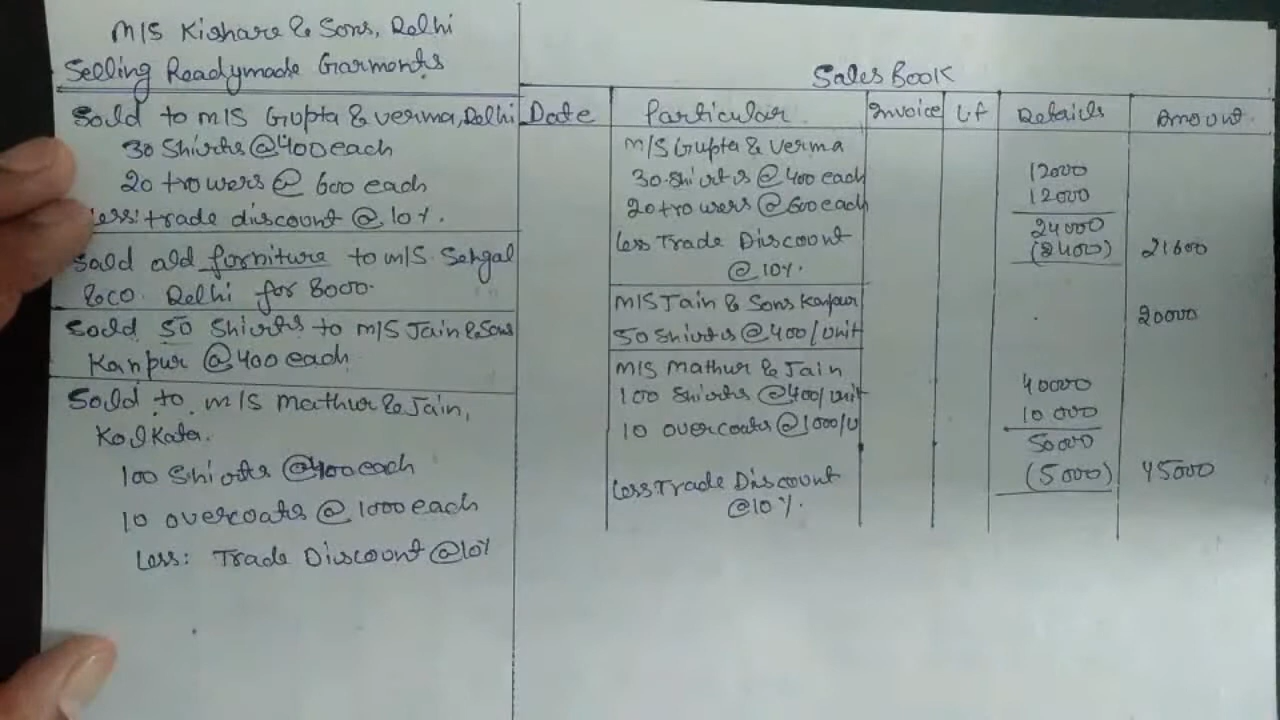 M/S Kishore & Sons, Delhi
Selling Readymade Garments
Sold to M/S Gupta & Verma, Delhi
30 Shirts @ 400 each
20 trowers @ 600 each
Less: trade discount @ 10%.
Sold old furniture to M/S. Sehgal
& CO. Delhi for 8000.
Sold 50 Shirts to M/S Jain & Sons
Kanpur @ 400 each
Sold to M/S Mathur & Jain,
Kolkata.
100 Shirts @ 400 each
10 overcoats @ 1000 each
Less: Trade Discount @ 10%
Sales Book
Date Particular Invoice Lf Details Amount
M/S Gupta & Verma
30 Shirts @ 400 each 12000
20 trowers @ 600 each 12000
24000
Less Trade Discount (2400) 21600
@ 10%.
M/S Jain & Sons Kanpur 20000
50 Shirts @ 400/Unit
M/S Mathur & Jain
100 Shirts @ 400/Unit 40000
10 overcoats @ 1000/U 10000
50000
Less Trade Discount (5000) 45000
@ 10%.